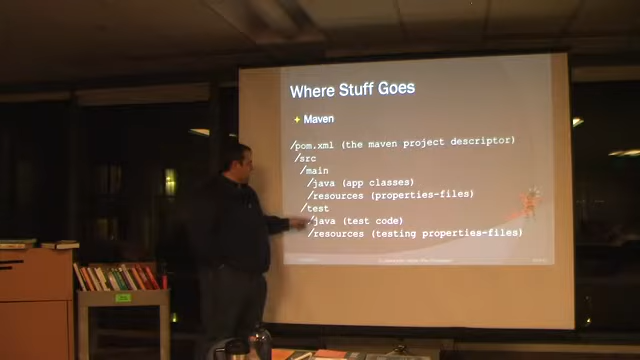 Where Stuff Goes
Maven
/pom.xml (the maven project descriptor)
/src
/main
/java (app classes)
/resources (properties-files)
/test
/java (test code)
/resources (testing properties-files)